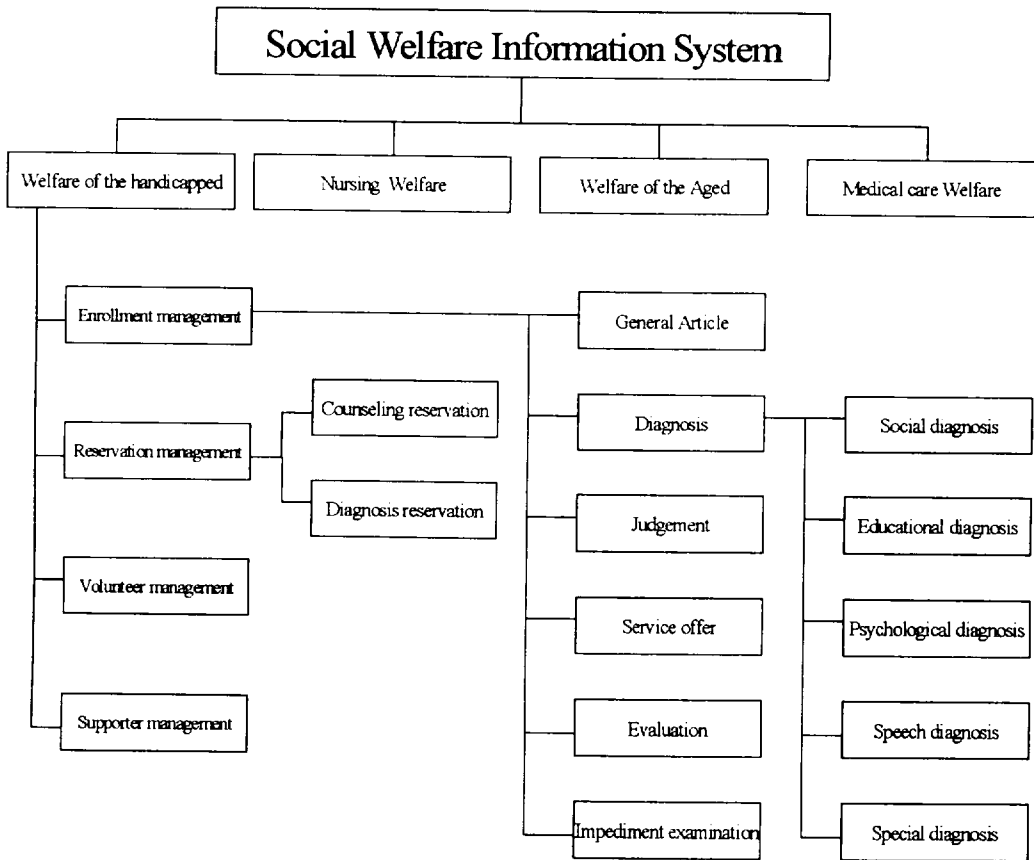 Social Welfare Information System
Welfare of the handicapped
Nursing Welfare
Welfare of the Aged
Medical care Welfare
Enrollment management
General Article
Counseling reservation
Diagnosis
Social diagnosis
Reservation management
Diagnosis reservation
Judgement
Educational diagnosis
Volunteer management
Service offer
Psychological diagnosis
Supporter management
Evaluation
Speech diagnosis
Impediment examination
Special diagnosis